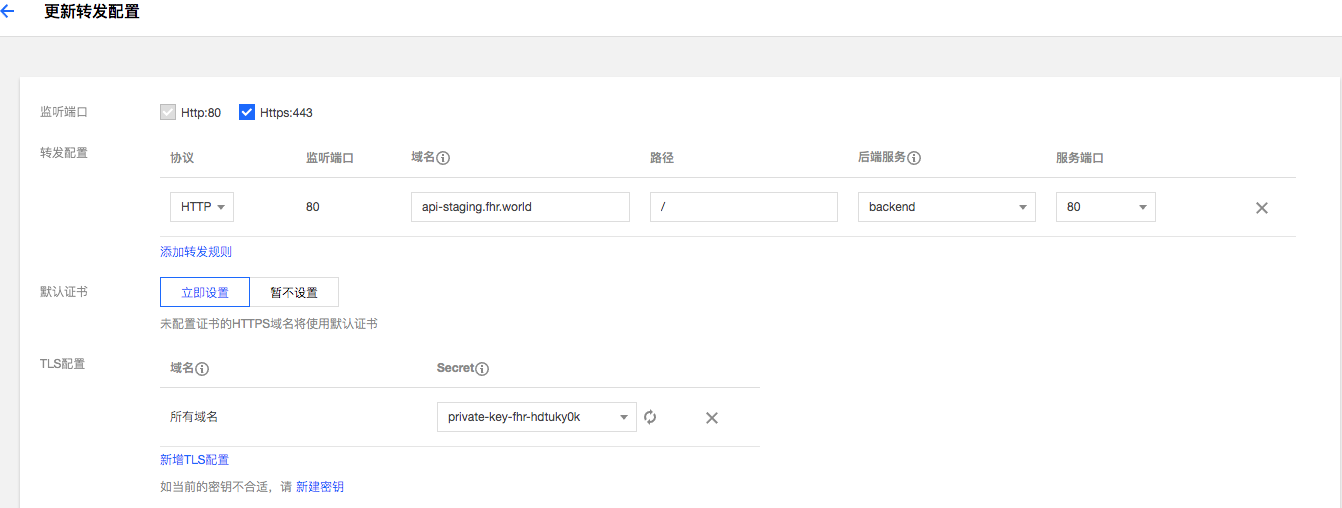 更新转发配置
监听端口 Http:80 Https:443
转发配置 协议 监听端口 域名 路径 后端服务 服务端口
HTTP 80 api-staging.fhr.world / backend 80
添加转发规则
默认证书 立即设置 暂不设置
未配置证书的HTTPS域名将使用默认证书
TLS配置 域名 Secret
所有域名 private-key-fhr-hdtuky0k
新增TLS配置
如当前的密钥不合适，请 新建密钥